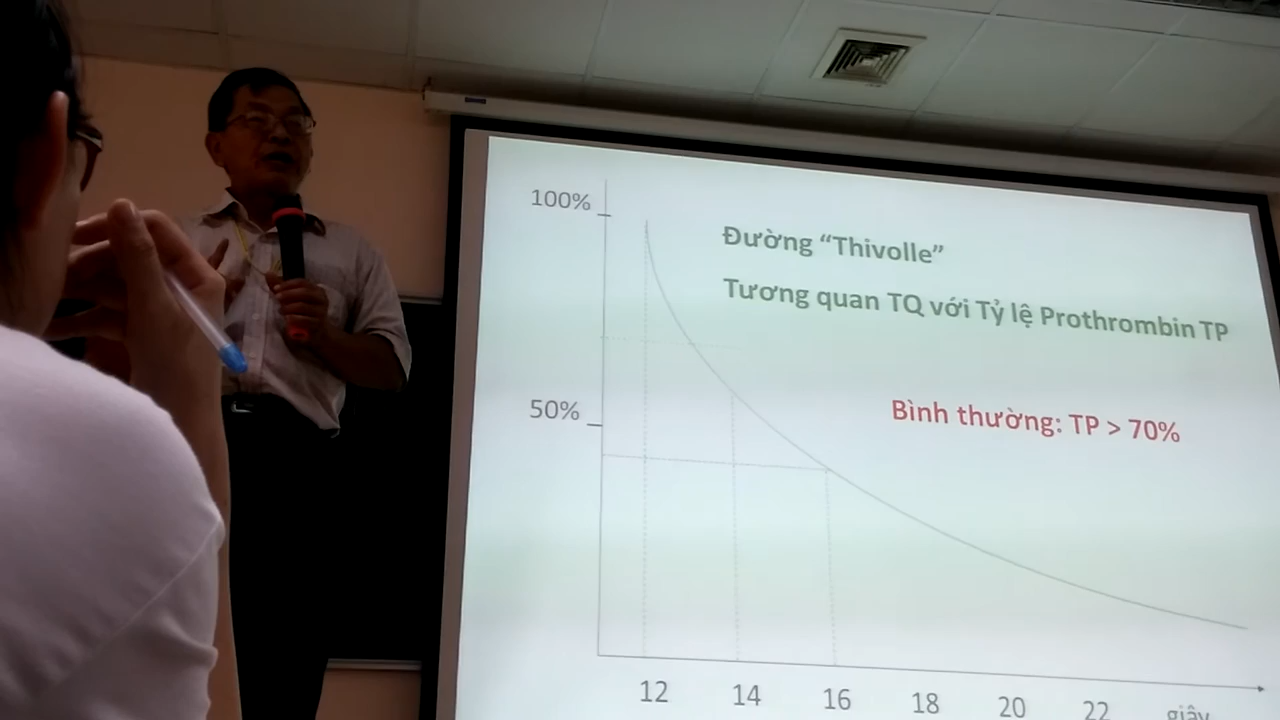 100%
Đường “Thivolle”
Tương quan TQ với Tỷ lệ Prothrombin TP
50%
Bình thường: TP > 70%
12 14 16 18 20 22 giây